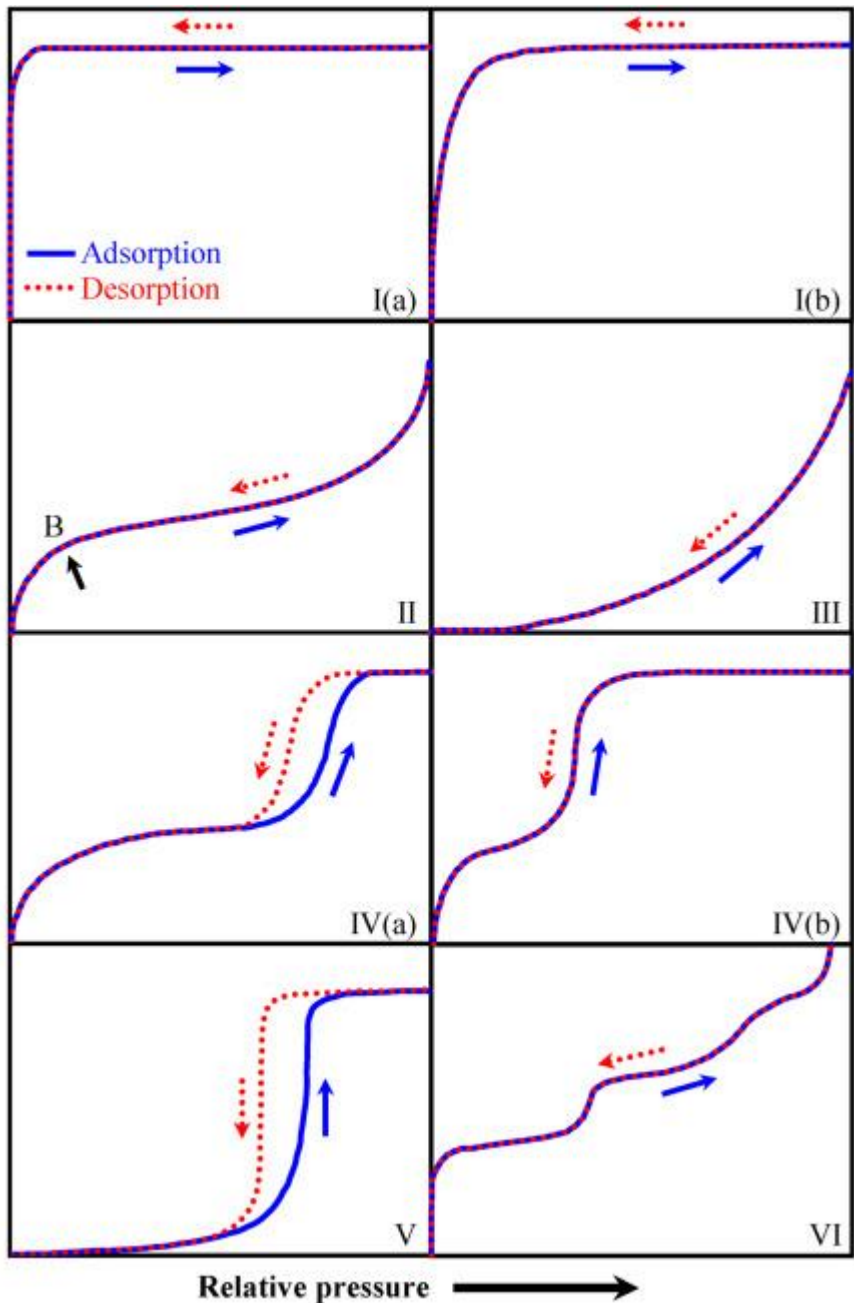 Adsorption
Desorption
I(a)
I(b)
B
II
III
IV(a)
IV(b)
V
VI
Relative pressure